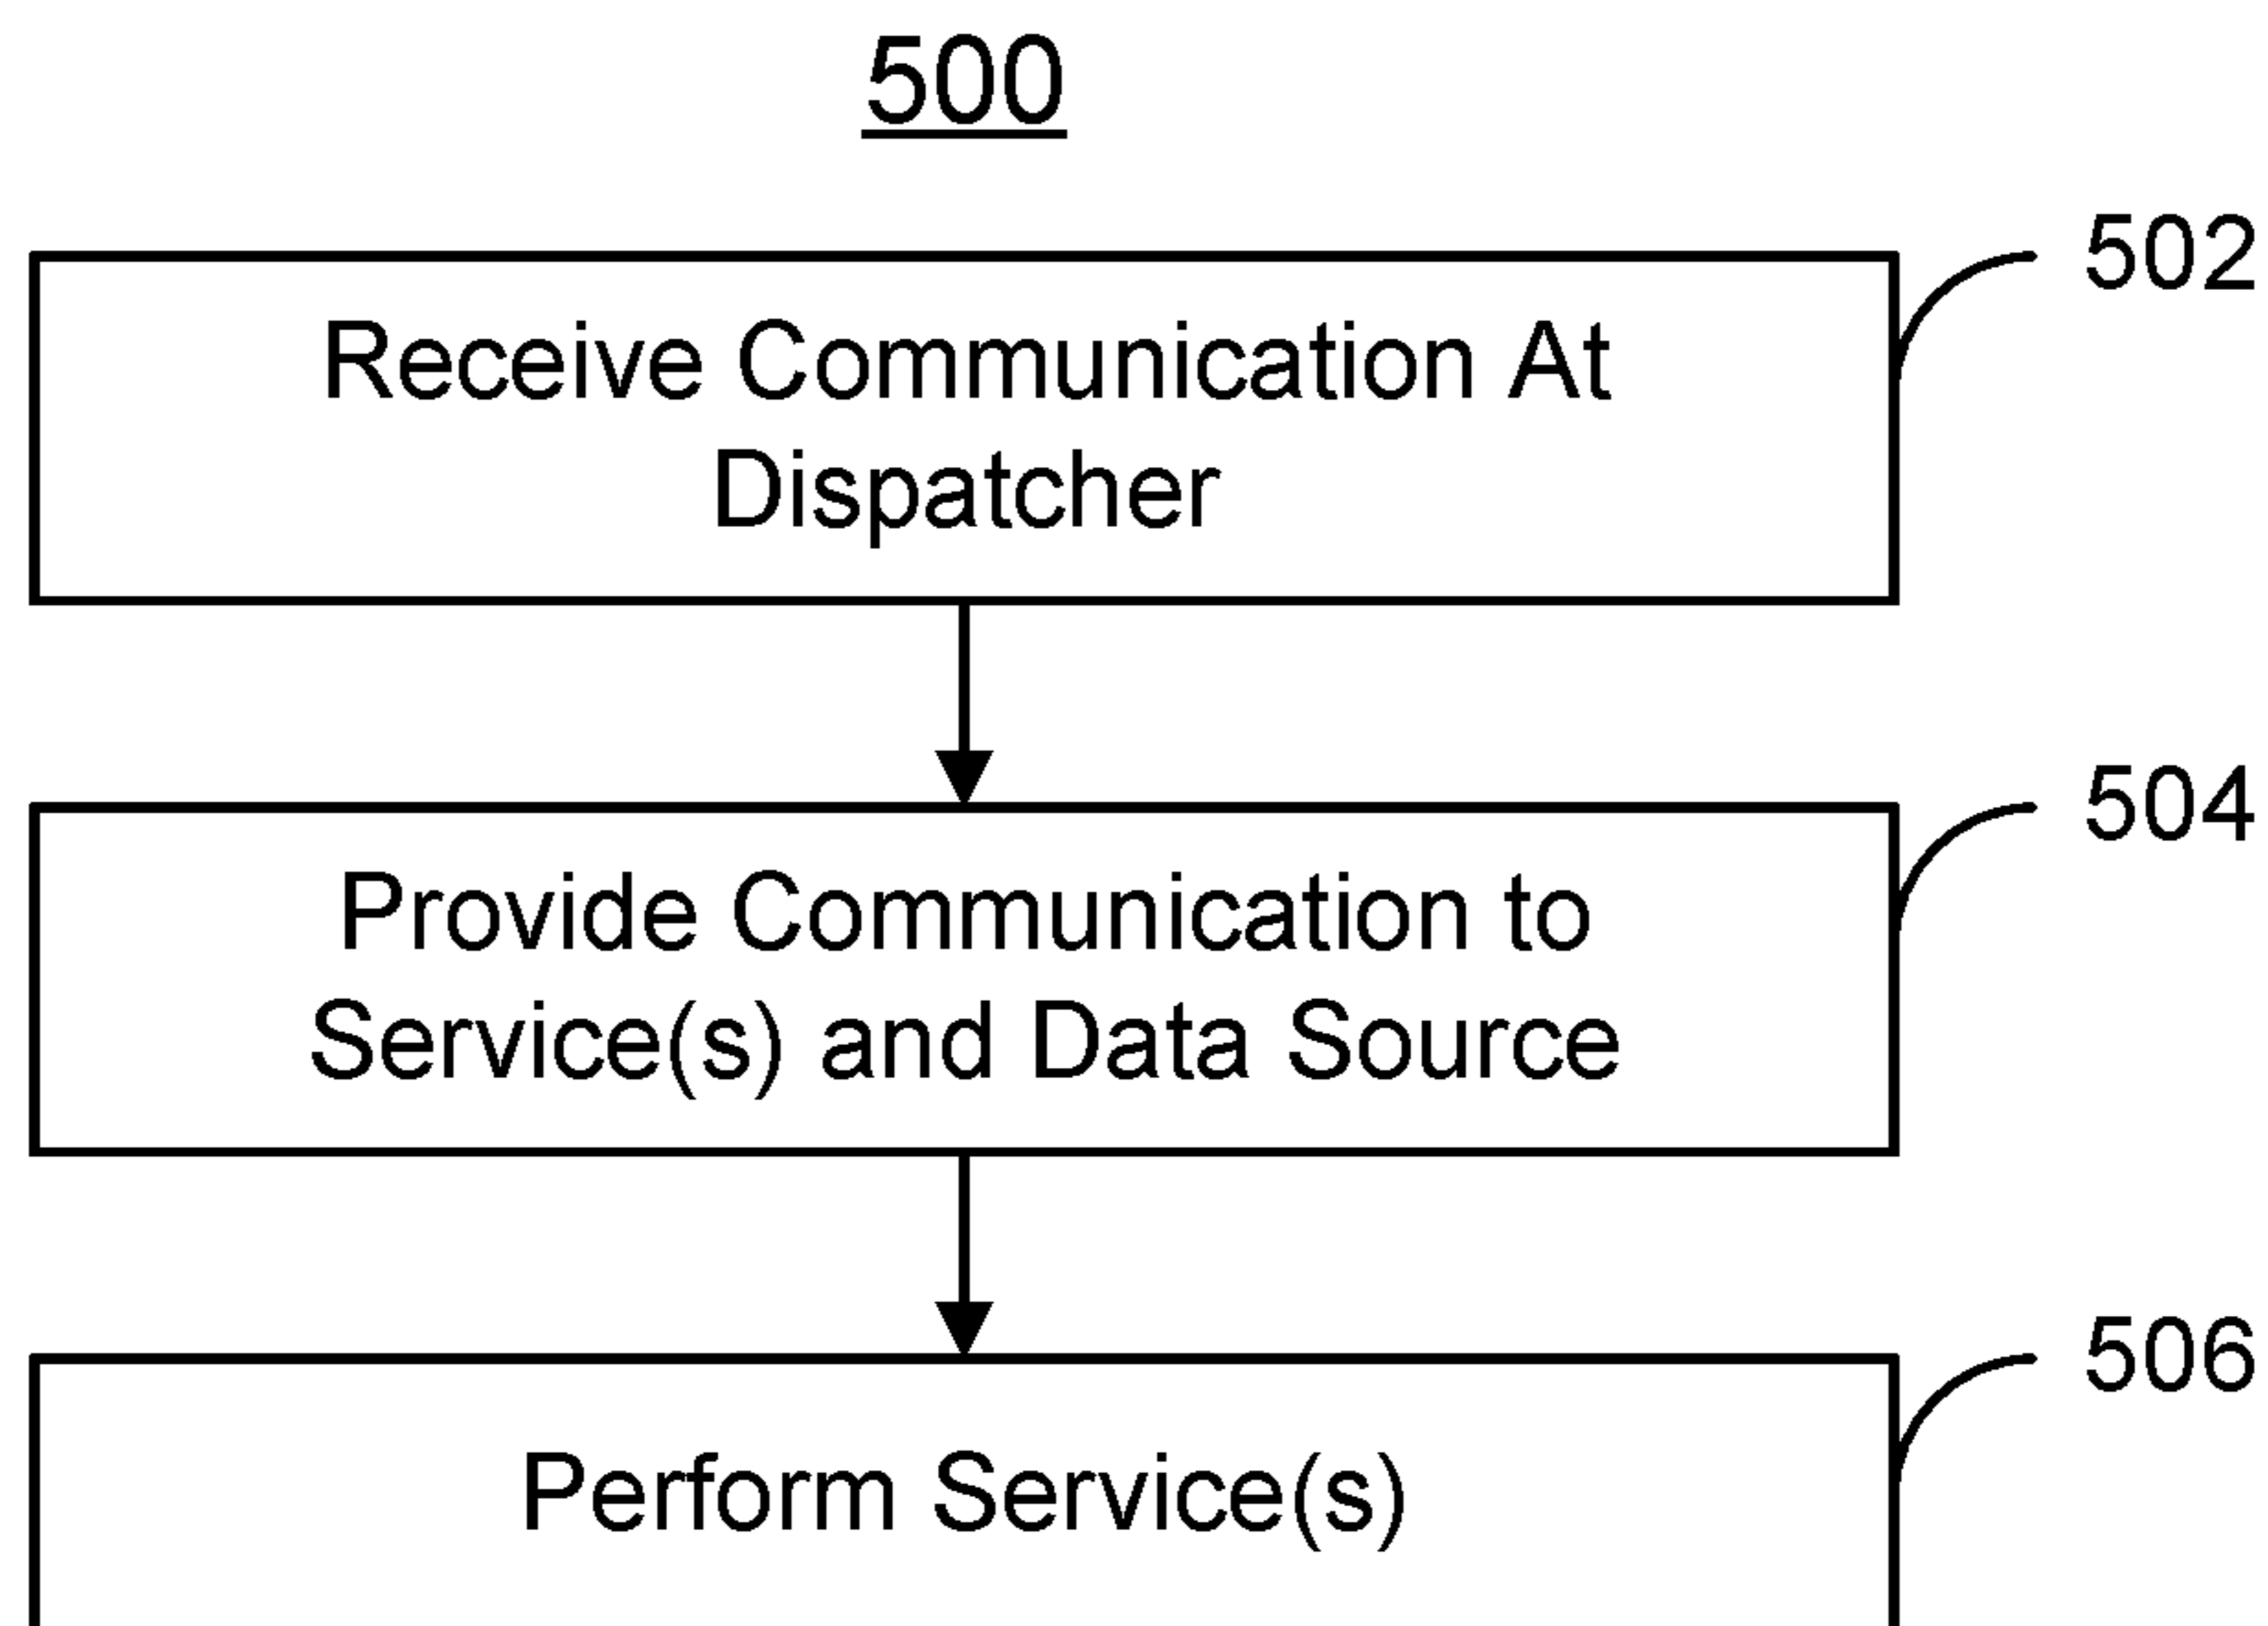 500
502
Receive Communication At
Dispatcher
504
Provide Communication to
Service(s) and Data Source
506
Perform Service(s)